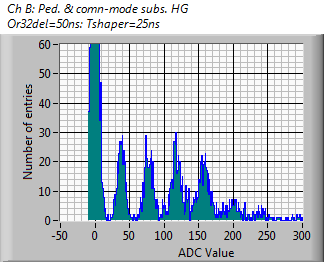 Ch B: Ped. & comn-mode subs. HG
Or32del=50ns: Tshaper=25ns
Number of entries
60
50
40
30
20
10
0
-50 0 50 100 150 200 250 300
ADC Value